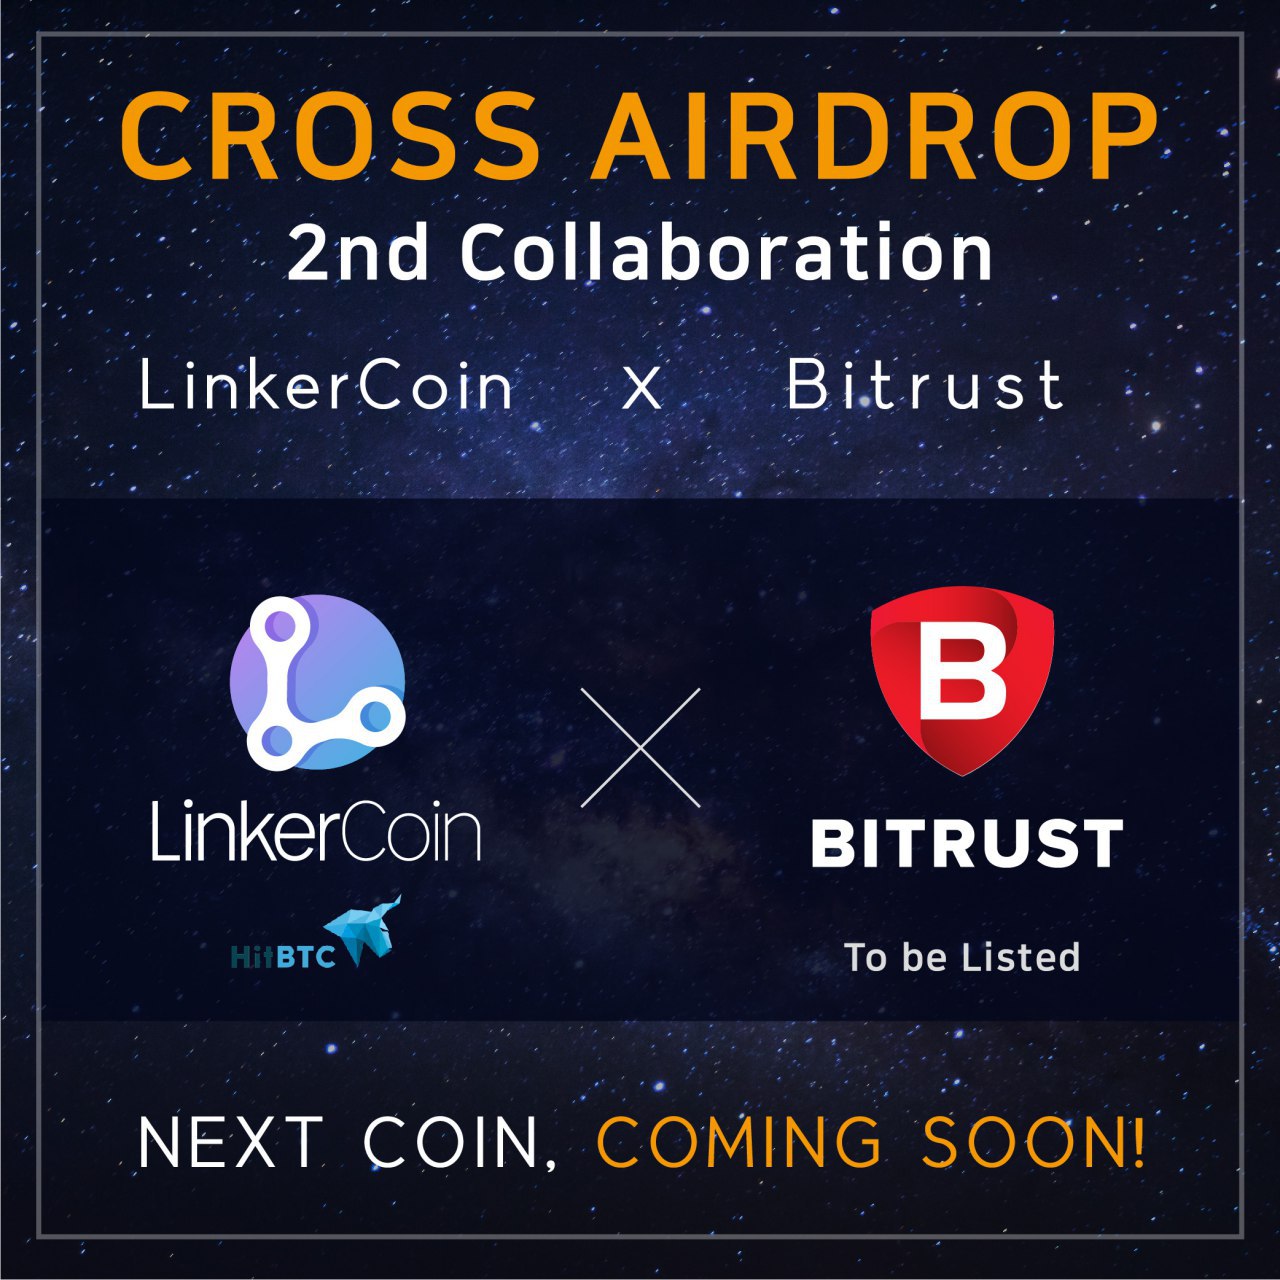 CROSS AIRDROP
2nd Collaboration
LinkerCoin x Bitrust
B
LinkerCoin
BITRUST
HitBTC
To be Listed
NEXT COIN, COMING SOON!